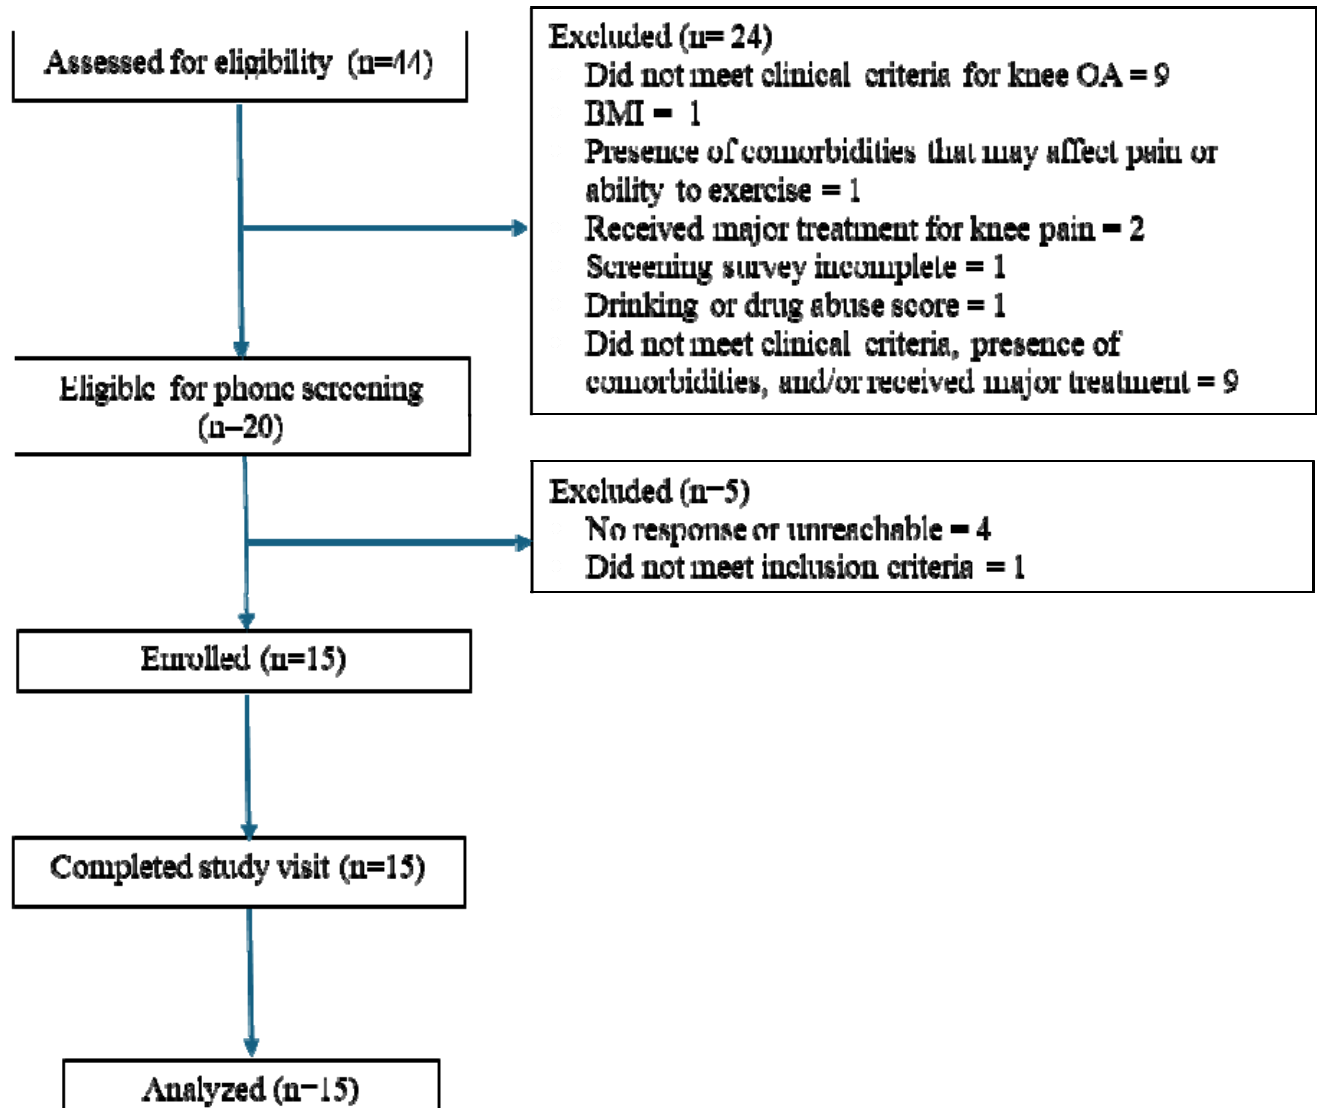 Assessed for eligibility (n=44)
Excluded (n= 24)
Did not meet clinical criteria for knee OA = 9
BMI = 1
Presence of comorbidities that may affect pain or
ability to exercise = 1
Received major treatment for knee pain = 2
Screening survey incomplete = 1
Drinking or drug abuse score = 1
Did not meet clinical criteria, presence of
comorbidities, and/or received major treatment = 9
Eligible for phone screening
(n=20)
Excluded (n=5)
No response or unreachable = 4
Did not meet inclusion criteria = 1
Enrolled (n=15)
Completed study visit (n=15)
Analyzed (n=15)